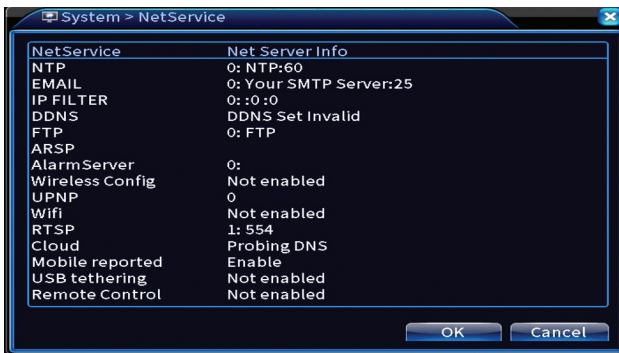 System > NetService
NetService Net Server Info
NTP 0: NTP:60
EMAIL 0: Your SMTP Server:25
IP FILTER 0: :0 :0
DDNS DDNS Set Invalid
FTP 0: FTP
ARSP
AlarmServer 0:
Wireless Config Not enabled
UPNP 0
Wifi Not enabled
RTSP 1: 554
Cloud Probing DNS
Mobile reported Enable
USB tethering Not enabled
Remote Control Not enabled
OK Cancel